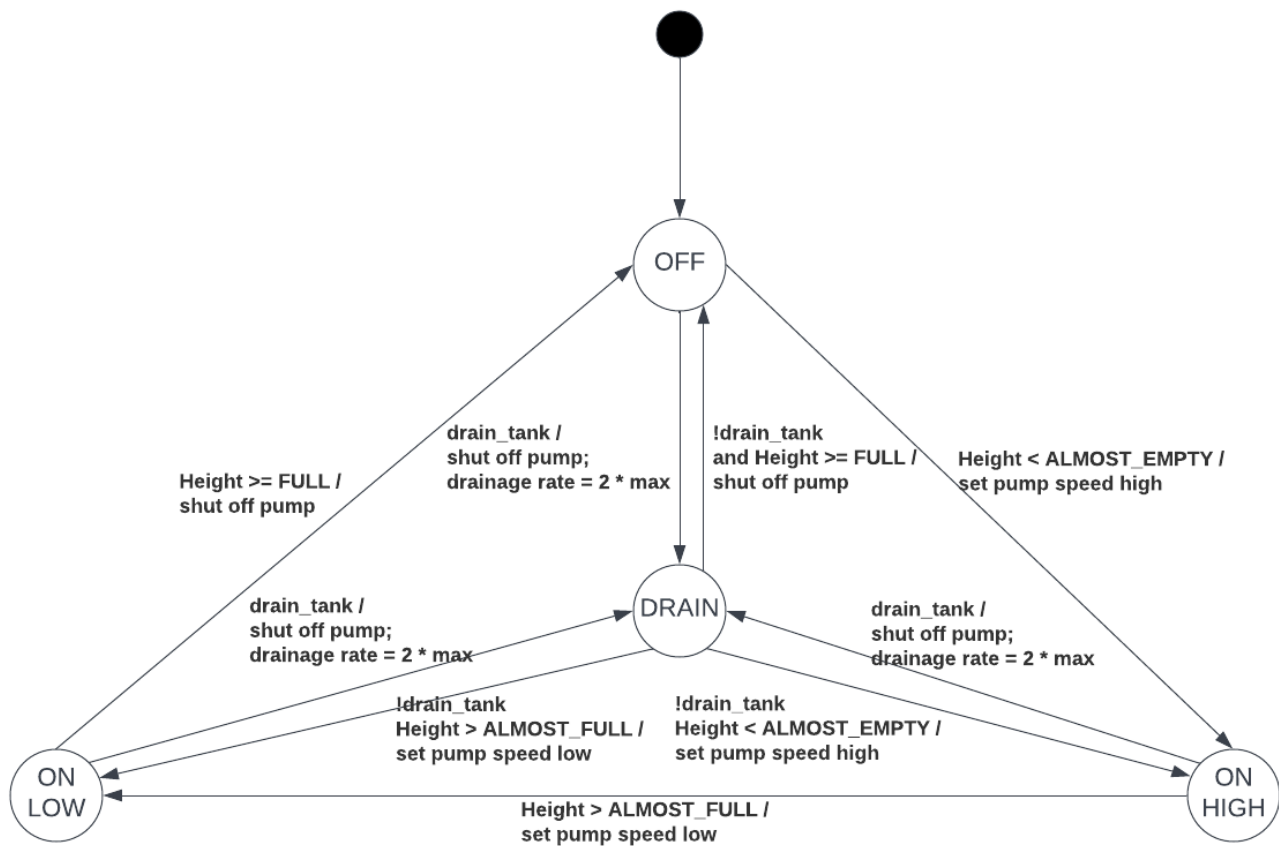 OFF
drain_tank /
shut off pump;
drainage rate = 2 * max
!drain_tank
and Height >= FULL /
shut off pump
Height < ALMOST_EMPTY /
set pump speed high
Height >= FULL /
shut off pump
drain_tank /
shut off pump;
drainage rate = 2 * max
DRAIN
drain_tank /
shut off pump;
drainage rate = 2 * max
!drain_tank
Height > ALMOST_FULL /
set pump speed low
!drain_tank
Height < ALMOST_EMPTY /
set pump speed high
ON
LOW
ON
HIGH
Height > ALMOST_FULL /
set pump speed low